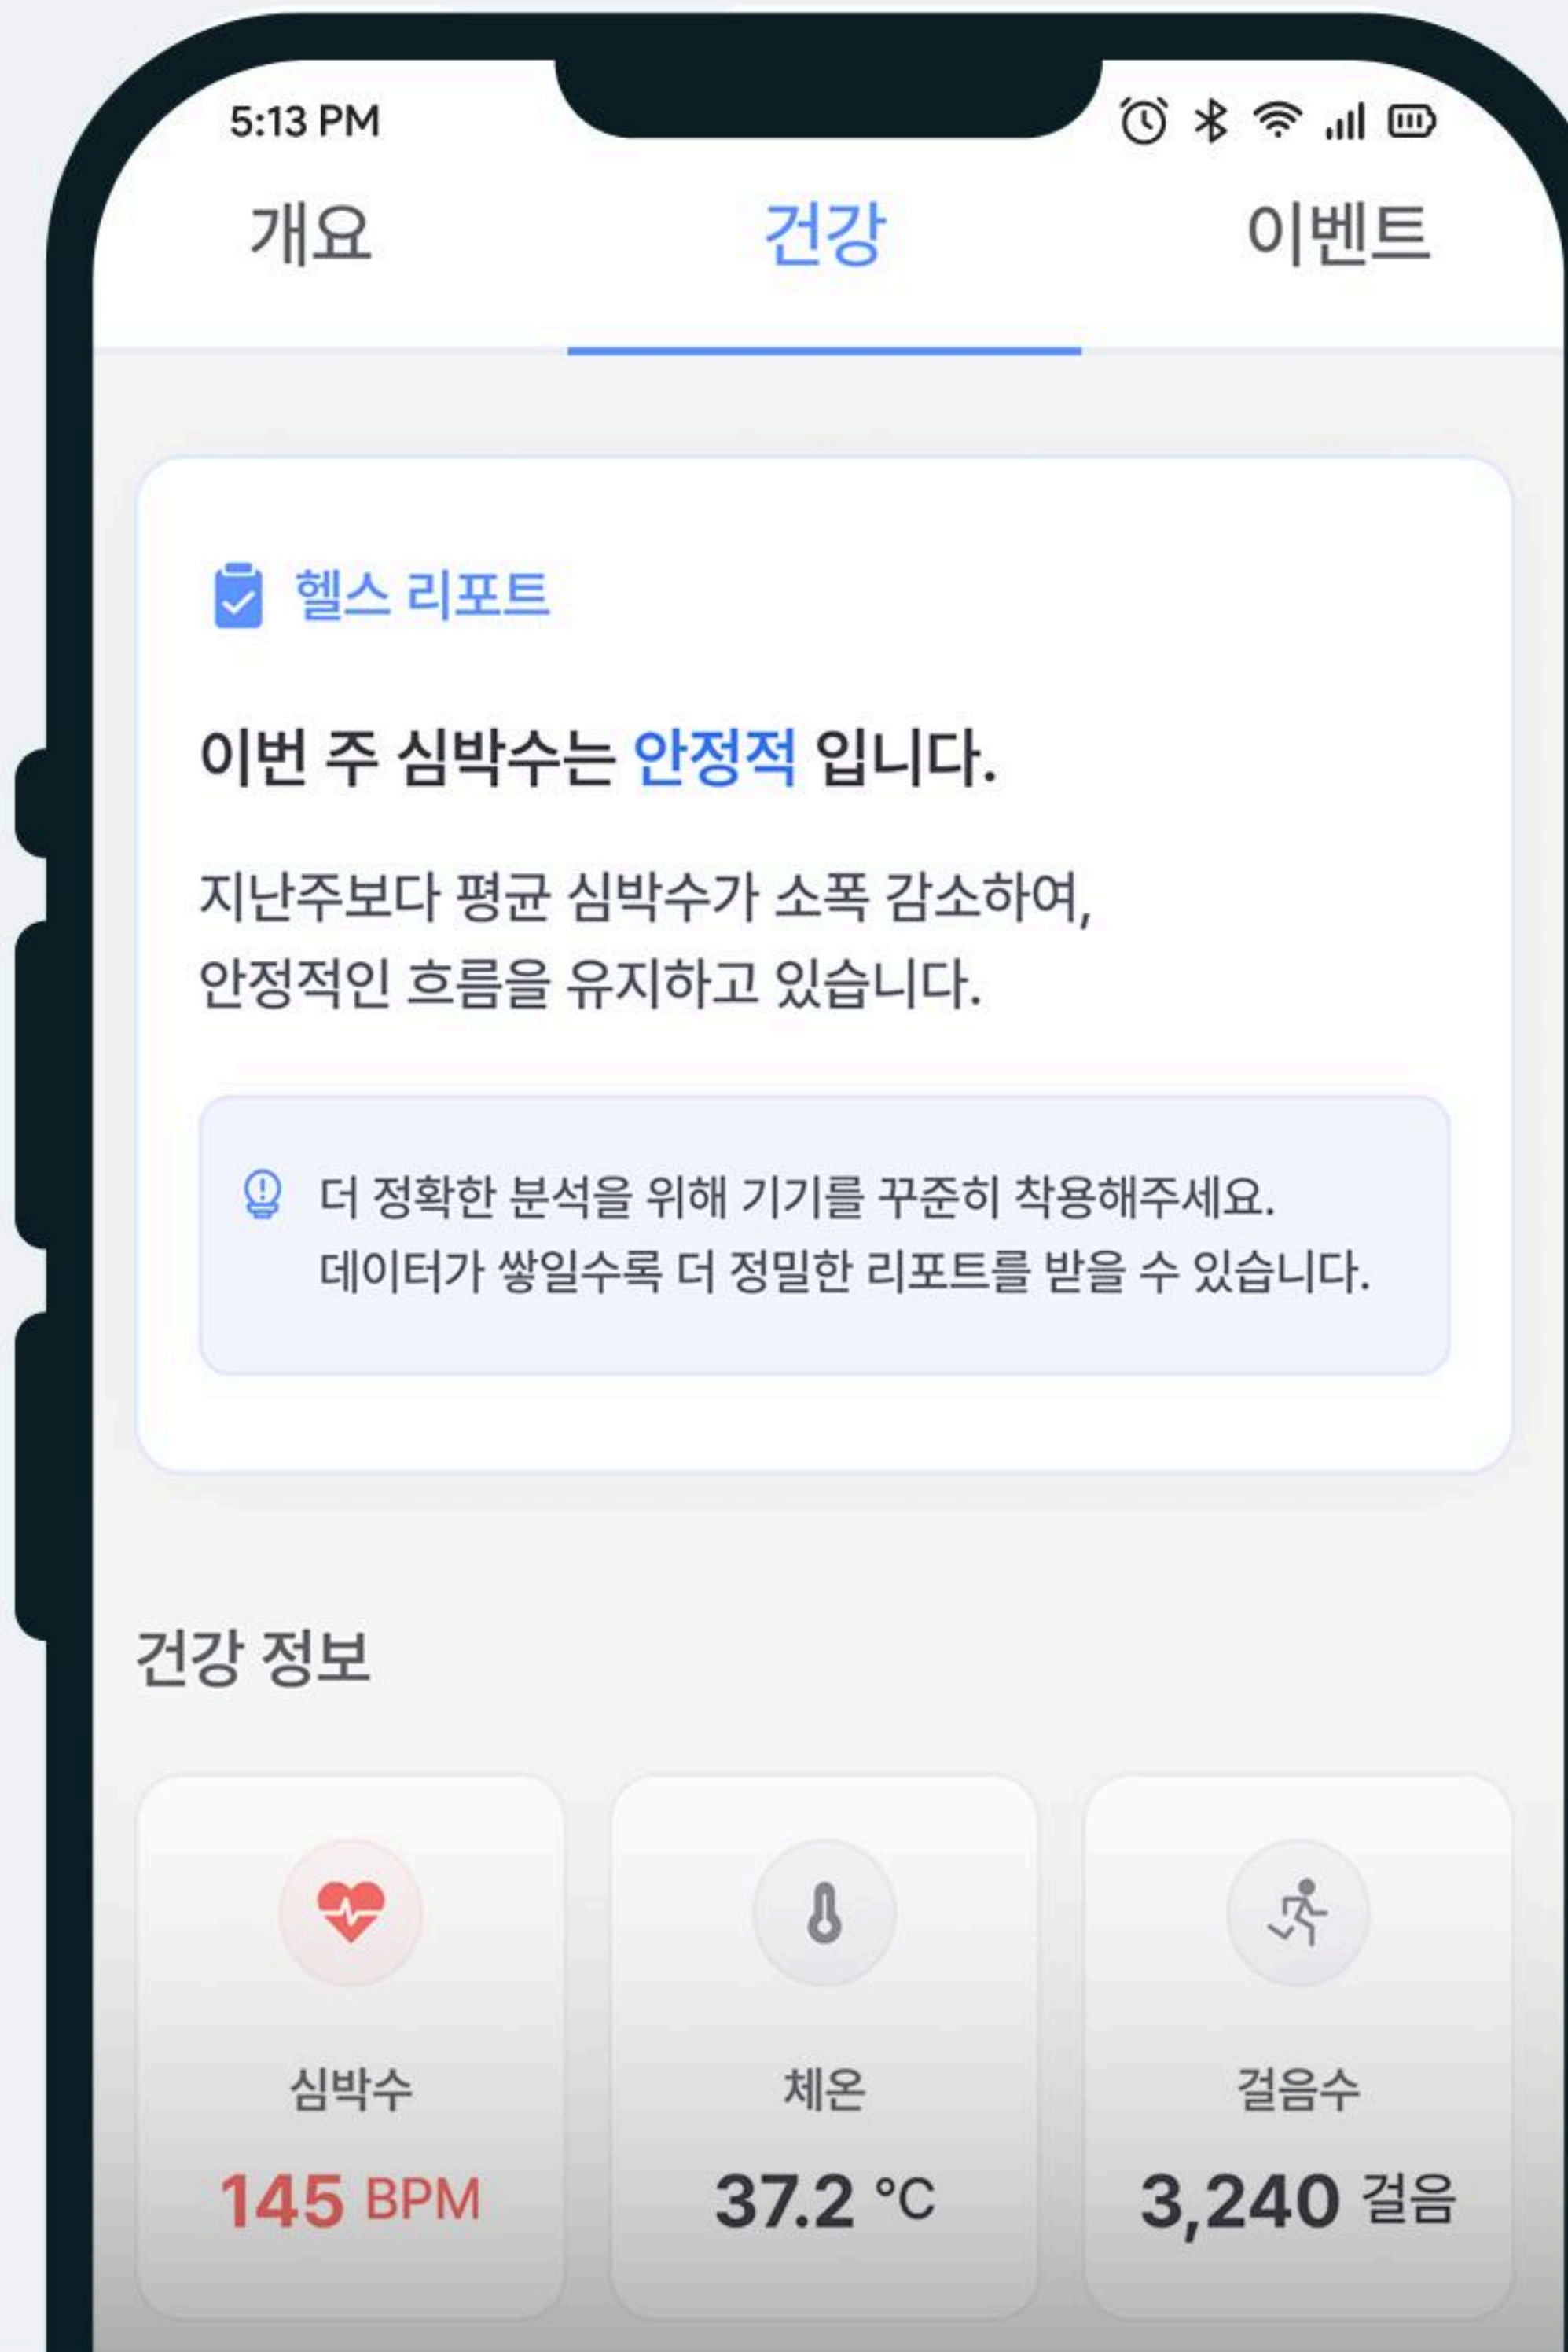 5:13 PM
개요 건강 이벤트
헬스 리포트
이번 주 심박수는 안정적 입니다.
지난주보다 평균 심박수가 소폭 감소하여,
안정적인 흐름을 유지하고 있습니다.
더 정확한 분석을 위해 기기를 꾸준히 착용해주세요.
데이터가 쌓일수록 더 정밀한 리포트를 받을 수 있습니다.
건강 정보
심박수 체온 걸음수
145 BPM 37.2 °C 3,240 걸음